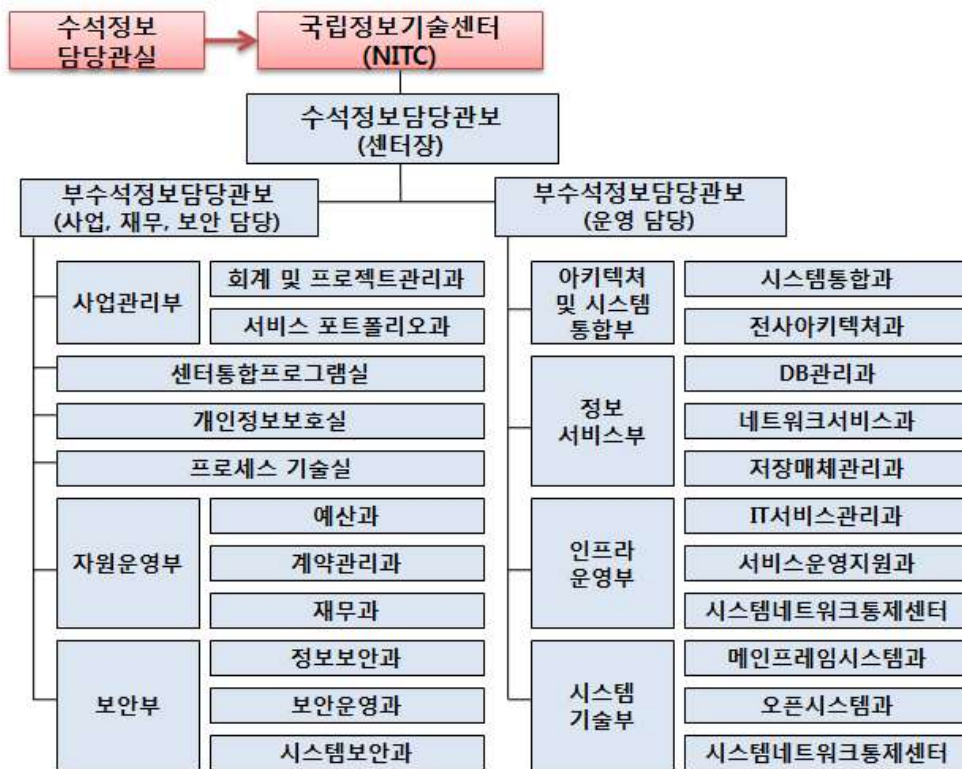 수석정보
담당관실
국립정보기술센터
(NITC)
수석정보담당관보
(센터장)
부수석정보담당관보
(사업, 재무, 보안 담당)
사업관리부
회계 및 프로젝트관리과
서비스 포트폴리오과
센터통합프로그램실
개인정보보호실
프로세스 기술실
자원운영부
예산과
계약관리과
재무과
보안부
정보보안과
보안운영과
시스템보안과
부수석정보담당관보
(운영 담당)
아키텍쳐
및 시스템
통합부
시스템통합과
전사아키텍쳐과
정보
서비스부
DB관리과
네트워크서비스과
저장매체관리과
인프라
운영부
IT서비스관리과
서비스운영지원과
시스템네트워크통제센터
시스템
기술부
메인프레임시스템과
오픈시스템과
시스템네트워크통제센터